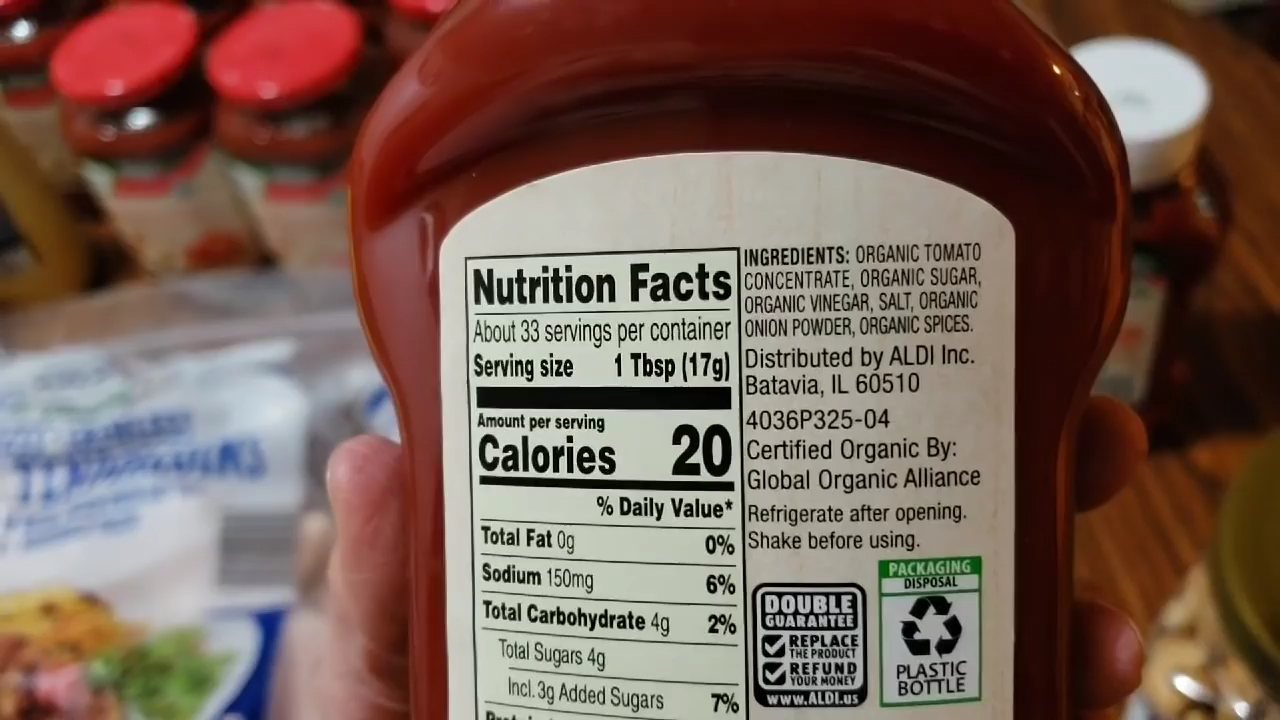 Nutrition Facts
About 33 servings per container
Serving size 1 Tbsp (17g)
Amount per serving
Calories 20
% Daily Value*
Total Fat 0g 0%
Sodium 150mg 6%
Total Carbohydrate 4g 2%
Total Sugars 4g
Incl. 3g Added Sugars 7%
INGREDIENTS: ORGANIC TOMATO
CONCENTRATE, ORGANIC SUGAR,
ORGANIC VINEGAR, SALT, ORGANIC
ONION POWDER, ORGANIC SPICES.
Distributed by ALDI Inc.
Batavia, IL 60510
4036P325-04
Certified Organic By:
Global Organic Alliance
Refrigerate after opening.
Shake before using.
DOUBLE
GUARANTEE
REPLACE
THE PRODUCT
REFUND
YOUR MONEY
www.ALDI.us
PACKAGING
DISPOSAL
PLASTIC
BOTTLE